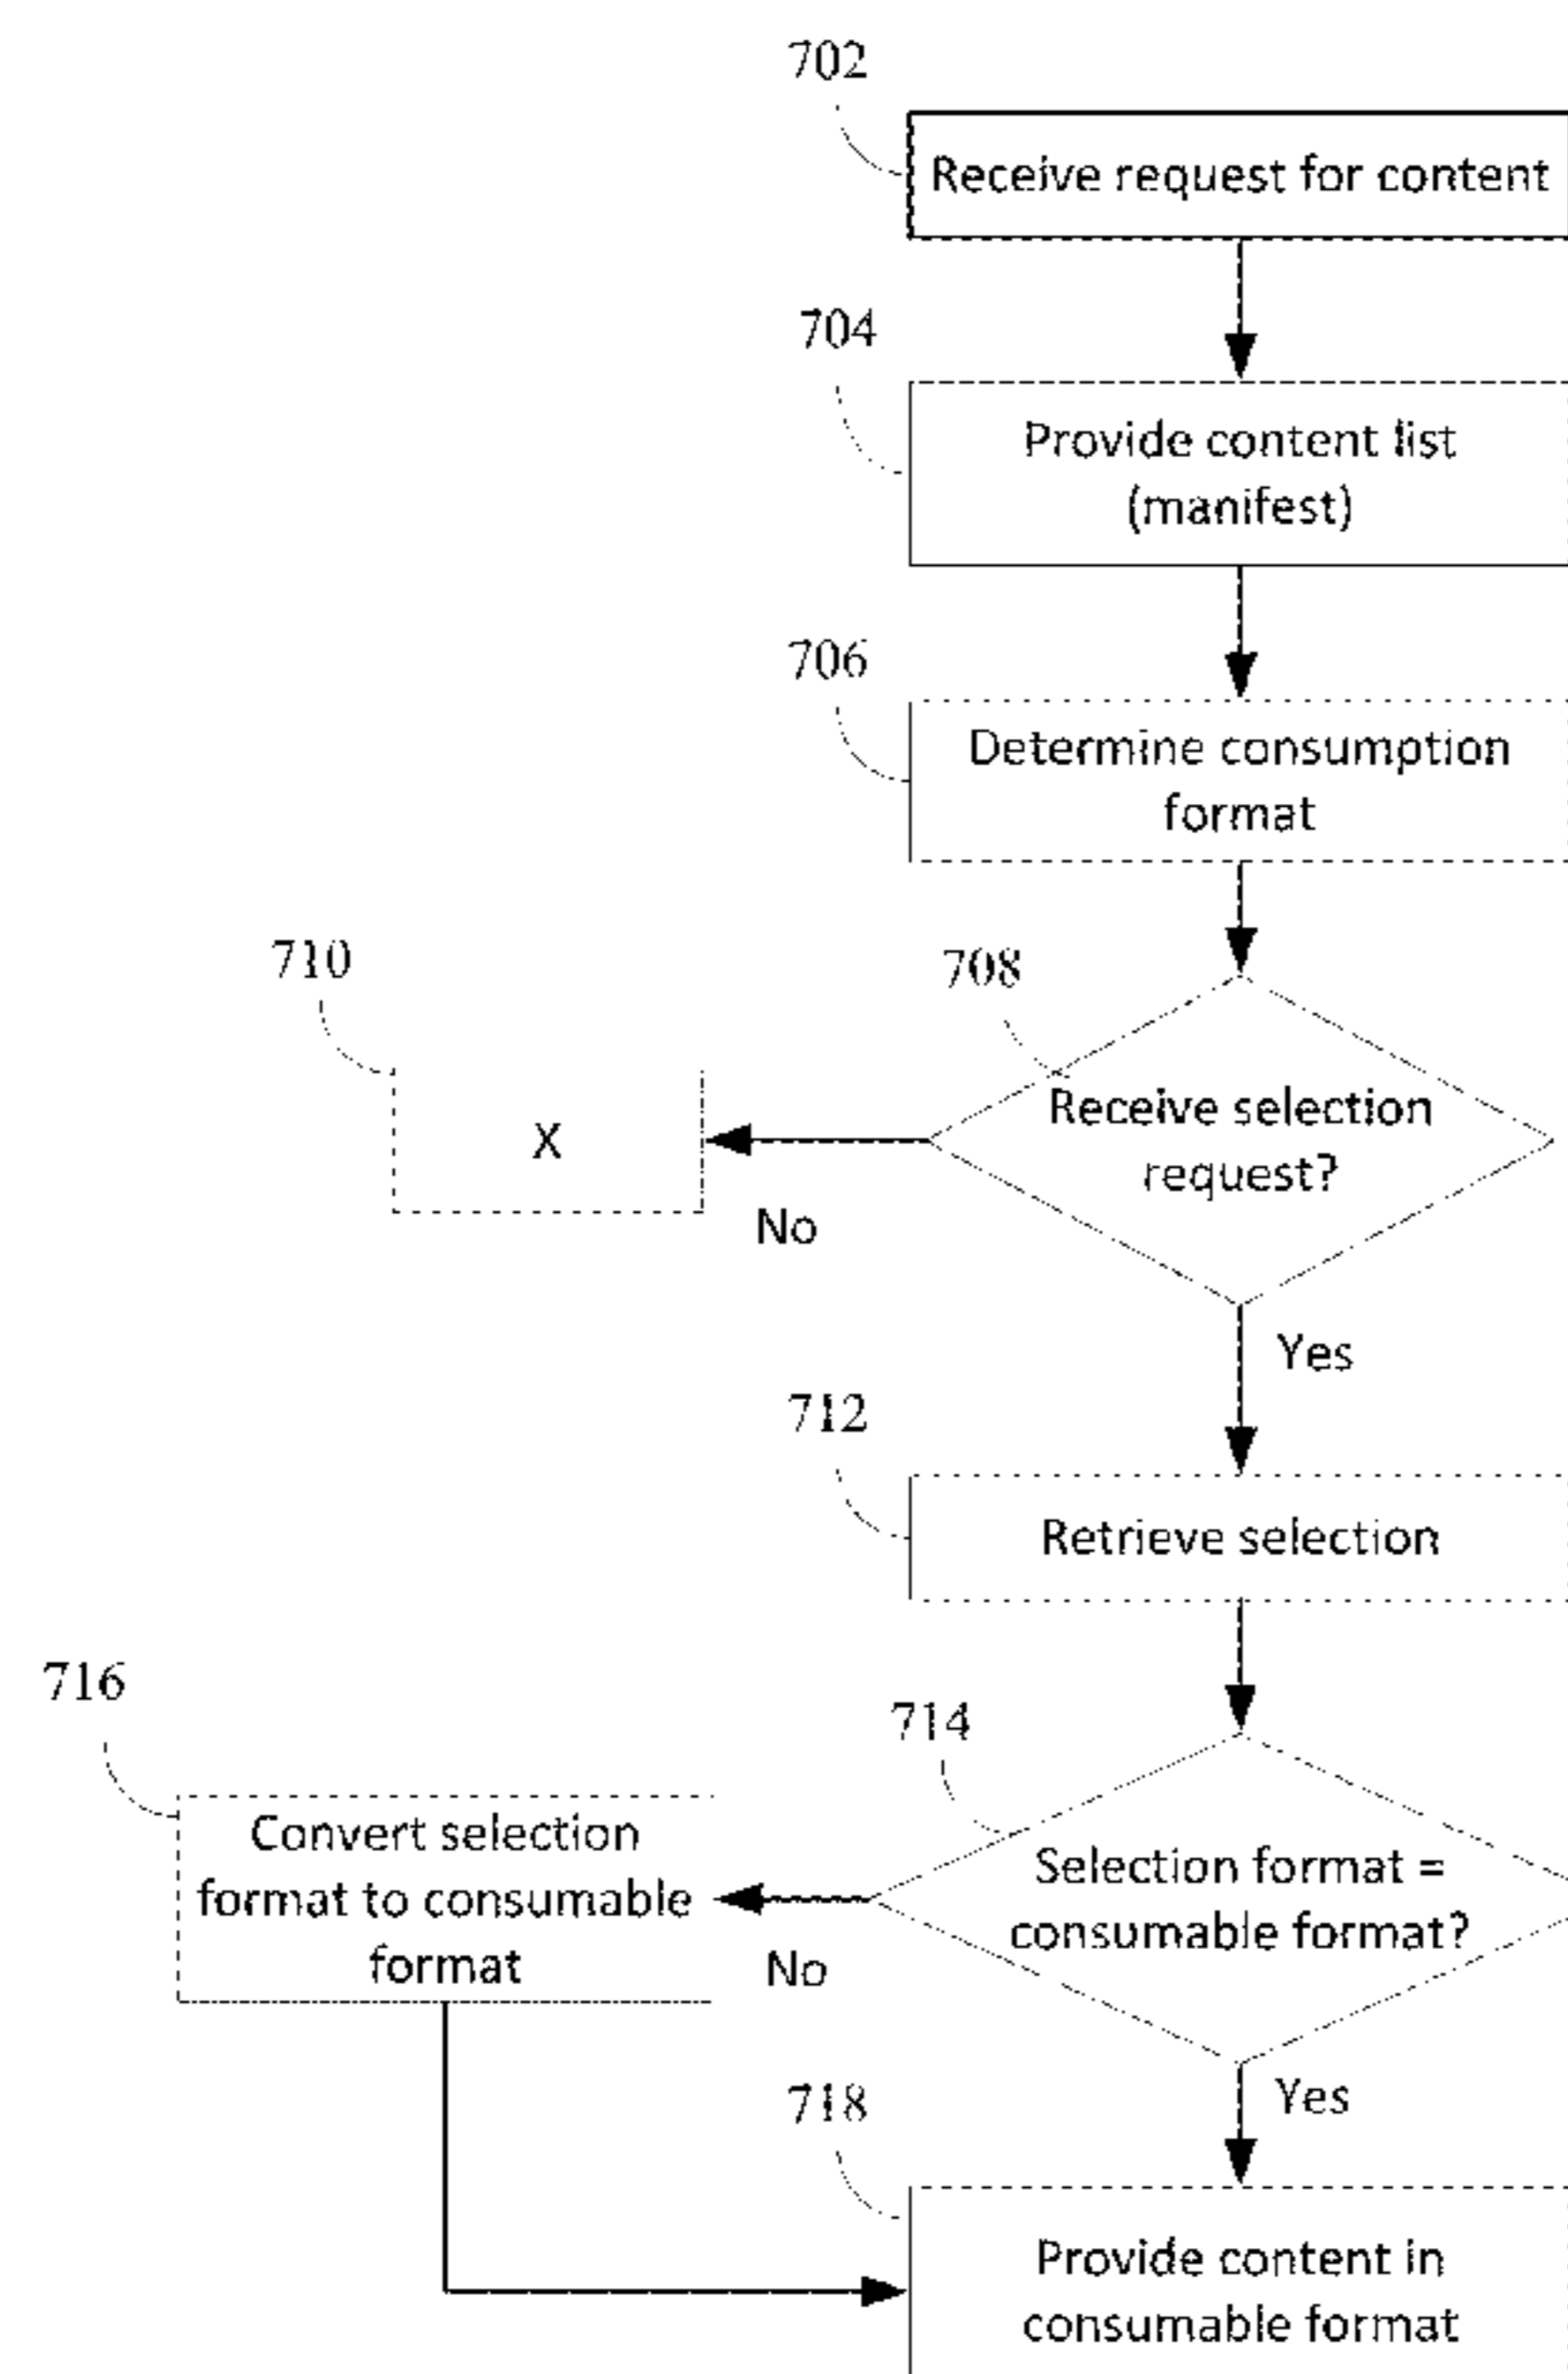 702
Receive request for content
704
Provide content list
(manifest)
706
Determine consumption
format
710
708
Receive selection
request?
X
No
Yes
712
Retrieve selection
716
714
Convert selection
format to consumable
format
Selection format =
consumable format?
No
Yes
718
Provide content in
consumable format